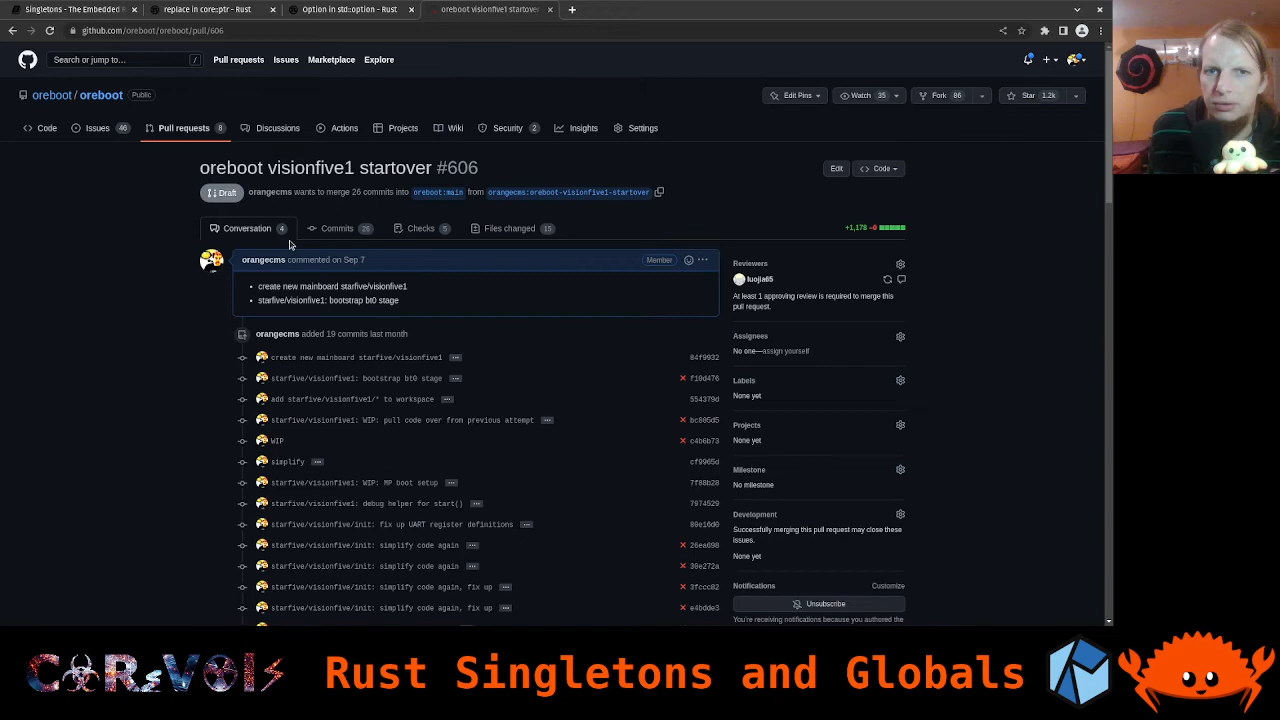 Singletons - The Embedded R
replace in core::ptr - Rust
Option in std::option - Rust
oreboot visionfive1 startover
github.com/oreboot/oreboot/pull/606
Search or jump to...
/
Pull requests
Issues
Marketplace
Explore
oreboot / oreboot
Public
Edit Pins
Watch 35
Fork 86
Star 1.2k
Code
Issues 46
Pull requests 8
Discussions
Actions
Projects
Wiki
Security 2
Insights
Settings
oreboot visionfive1 startover #606
Edit
Code
Draft
orangecms wants to merge 26 commits into oreboot:main from orangecms:oreboot-visionfive1-startover
Conversation 4
Commits 26
Checks 5
Files changed 15
+1,178 −0
orangecms commented on Sep 7
Member
• create new mainboard starfive/visionfive1
• starfive/visionfive1: bootstrap bt0 stage
orangecms added 19 commits last month
create new mainboard starfive/visionfive1 ... 84f9932
starfive/visionfive1: bootstrap bt0 stage ... f19d476
add starfive/visionfive1/* to workspace ... 554379d
starfive/visionfive1: WIP: pull code over from previous attempt ... bc805d5
WIP c4b6b73
simplify ... cf9965d
starfive/visionfive1: WIP: MP boot setup ... 7f88b28
starfive/visionfive1: debug helper for start() ... 7974529
starfive/visionfive/init: fix up UART register definitions ... 80e16d0
starfive/visionfive/init: simplify code again ... 26ea698
starfive/visionfive/init: simplify code again ... 30e272a
starfive/visionfive/init: simplify code again, fix up ... 3fccc82
starfive/visionfive/init: simplify code again, fix up ... e4bdde3
Reviewers
luojia65
At least 1 approving review is required to merge this
pull request.
Assignees
No one—assign yourself
Labels
None yet
Projects
None yet
Milestone
No milestone
Development
Successfully merging this pull request may close these
issues.
None yet
Notifications
Customize
Unsubscribe
You're receiving notifications because you authored the
Rust Singletons and Globals